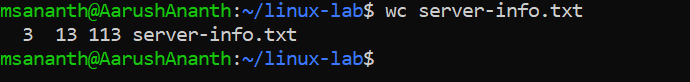 msananth@AarushAnanth:~/linux-lab$ wc server-info.txt
  3  13 113 server-info.txt
msananth@AarushAnanth:~/linux-lab$